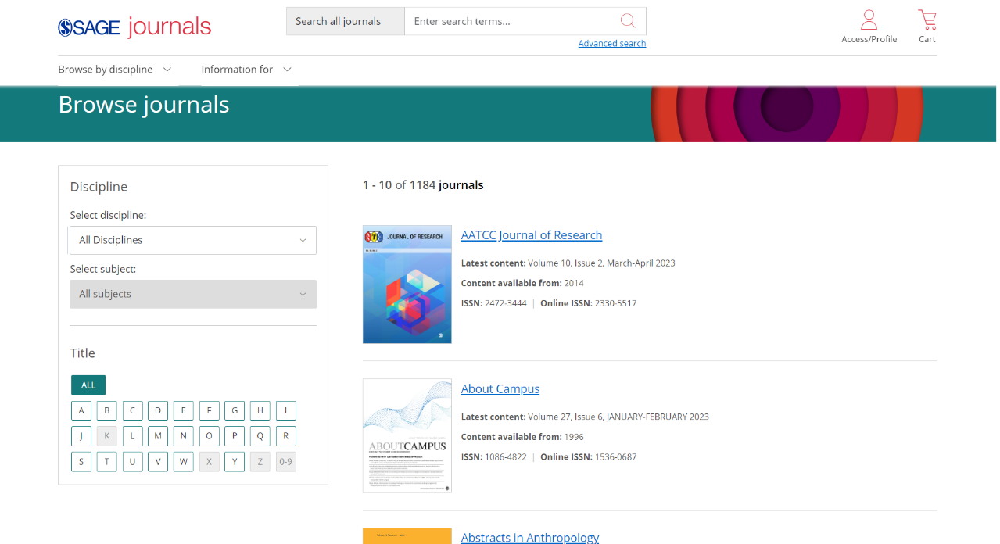 SAGE journals
Search all journals
Enter search terms...
Advanced search
Access/Profile
Cart
Browse by discipline
Information for
Browse journals
Discipline
Select discipline:
All Disciplines
Select subject:
All subjects
Title
ALL
A B C D E F G H I
J K L M N O P Q R
S T U V W X Y Z 0-9
1 - 10 of 1184 journals
JOURNAL OF RESEARCH
AATCC Journal of Research
Latest content: Volume 10, Issue 2, March-April 2023
Content available from: 2014
ISSN: 2472-3444 | Online ISSN: 2330-5517
ABOUTCAMPUS
About Campus
Latest content: Volume 27, Issue 6, JANUARY-FEBRUARY 2023
Content available from: 1996
ISSN: 1086-4822 | Online ISSN: 1536-0687
Abstracts in Anthropology